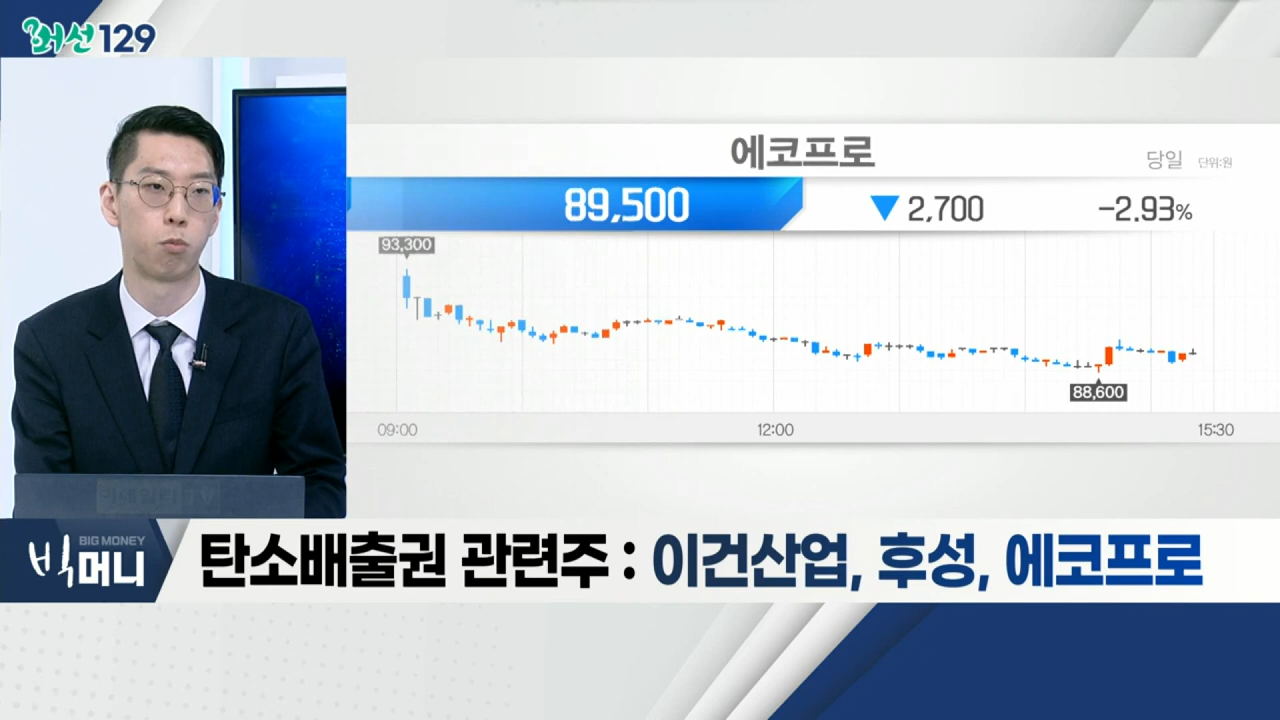 머선129
에코프로
당일 단위:원
89,500 ▼ 2,700 -2.93%
93,300
88,600
09:00 12:00 15:30
BIG MONEY
빅머니
탄소배출권 관련주 : 이건산업, 후성, 에코프로